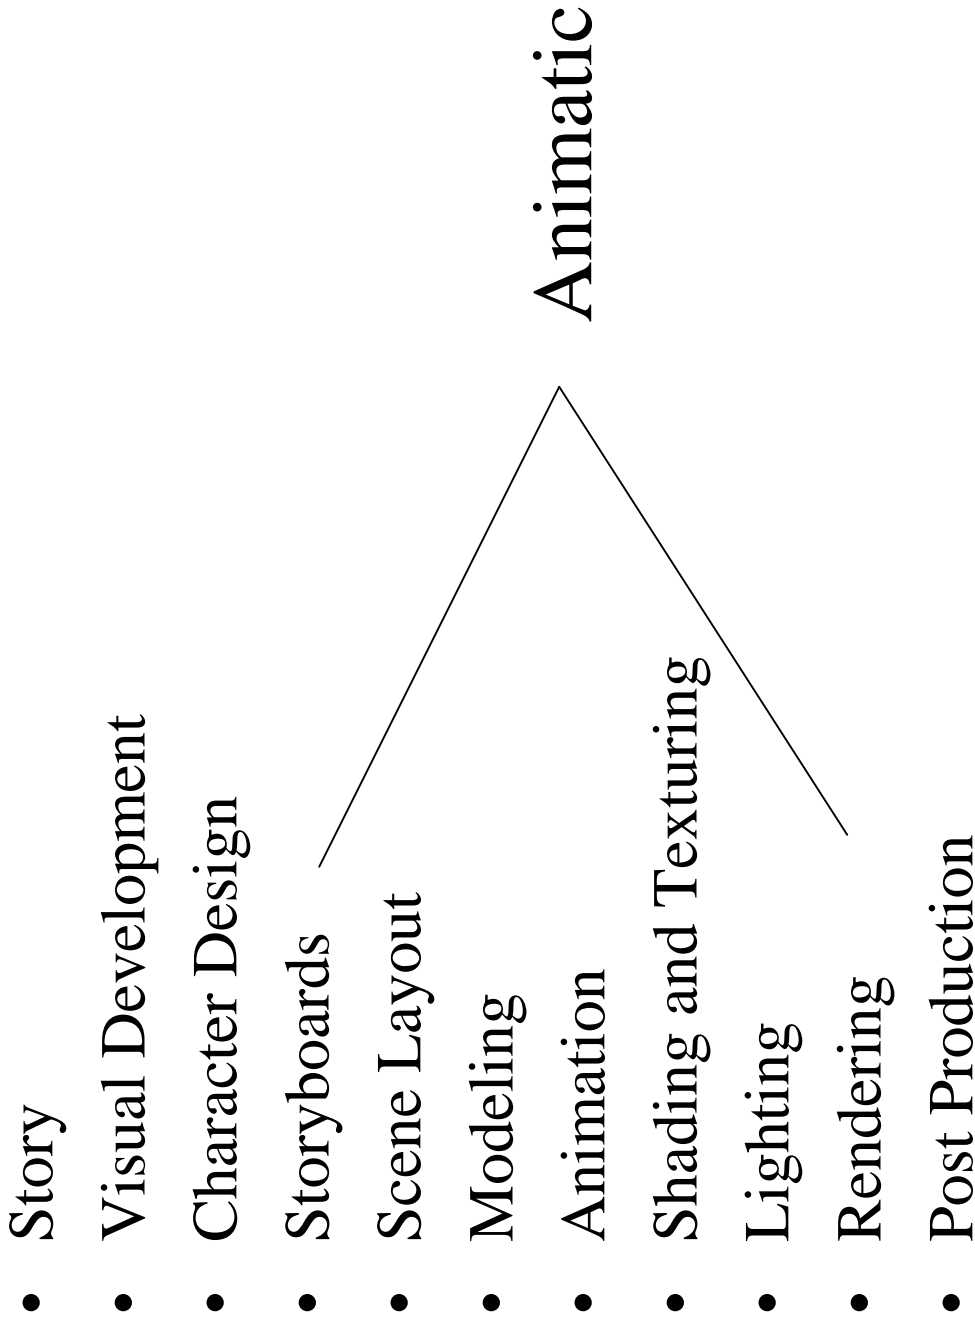 • Story
• Visual Development
• Character Design
• Storyboards
• Scene Layout
• Modeling
• Animation
• Shading and Texturing
• Lighting
• Rendering
• Post Production
Animatic